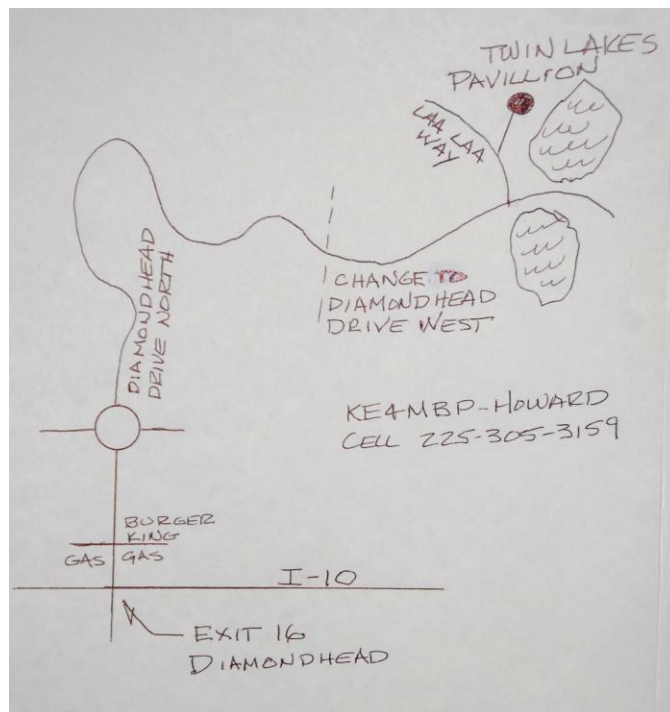 TWIN LAKES
PAVILLION
LAA LAA
WAY
DIAMONDHEAD
DRIVE NORTH
CHANGE TO
DIAMONDHEAD
DRIVE WEST
KE4MBP-HOWARD
CELL 225-305-3159
BURGER
KING
GAS GAS
I-10
EXIT 16
DIAMONDHEAD